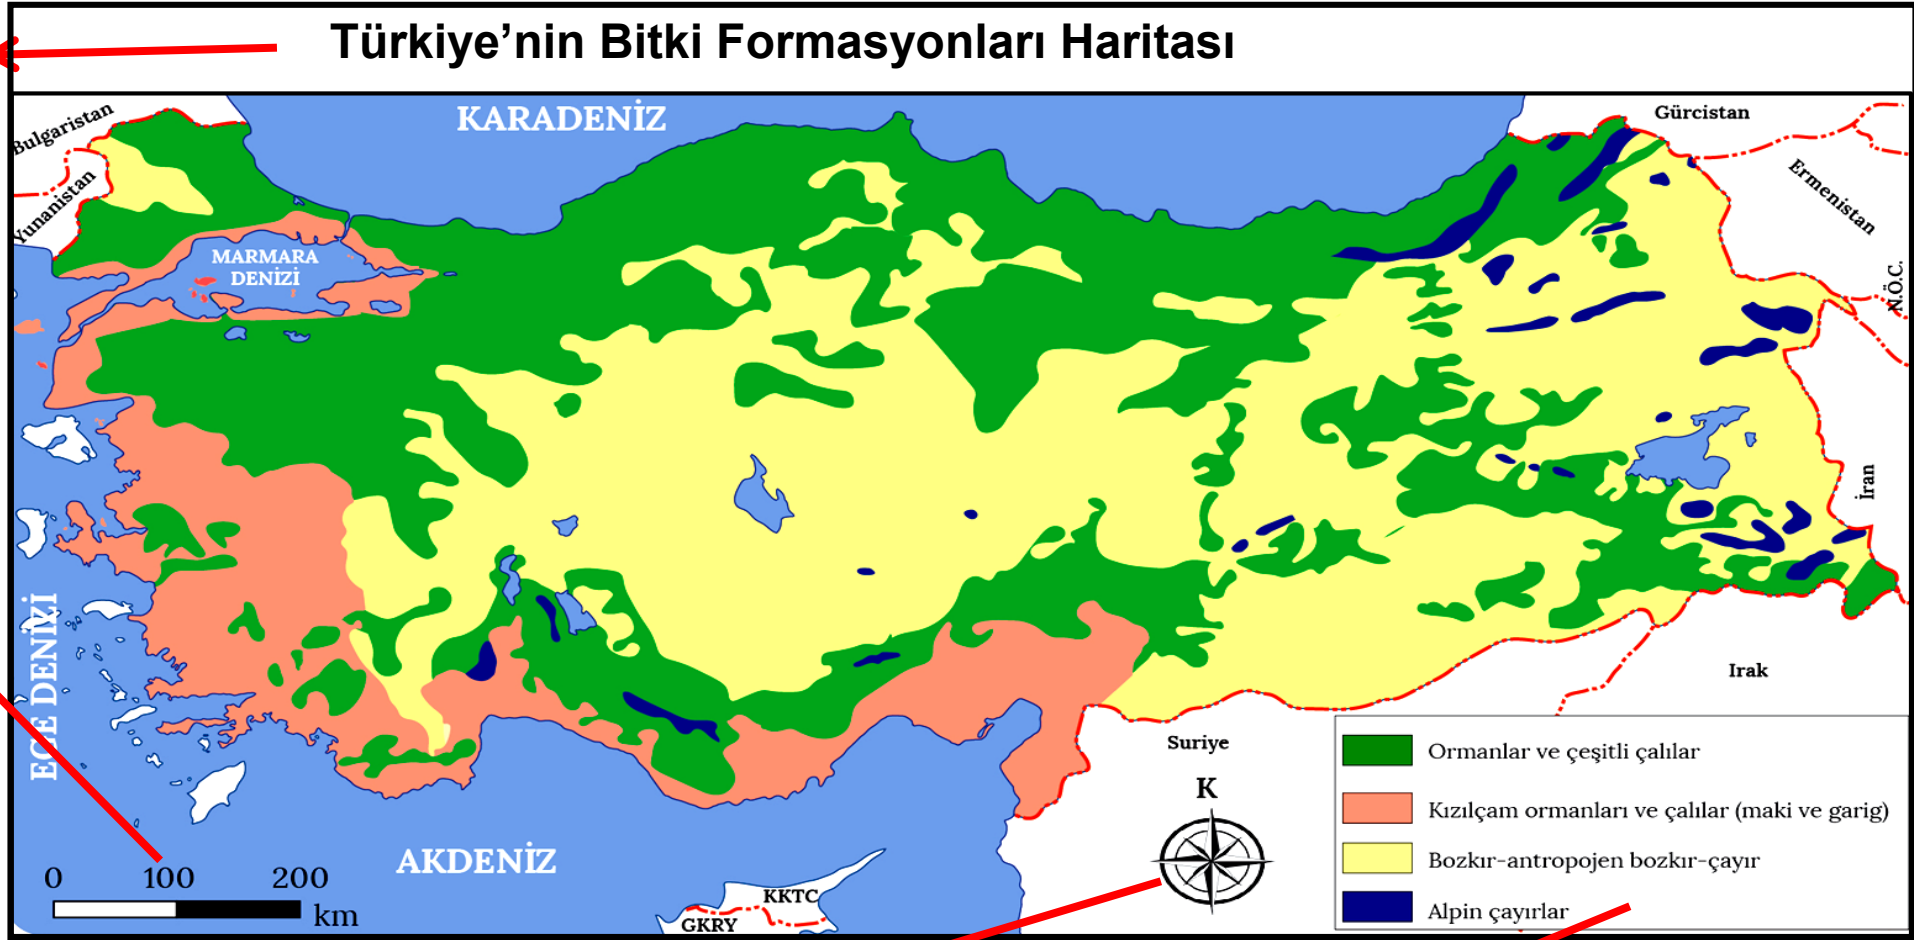 Türkiye’nin Bitki Formasyonları Haritası
KARADENİZ
Bulgaristan
Yunanistan
Gürcistan
Ermenistan
N.Ö.C.
MARMARA
DENİZİ
İran
EGE DENİZİ
Irak
Suriye
K
AKDENİZ
KKTC
GKRY
0 100 200
km
Ormanlar ve çeşitli çalılar
Kızılçam ormanları ve çalılar (maki ve garig)
Bozkır-antropojen bozkır-çayır
Alpin çayırlar